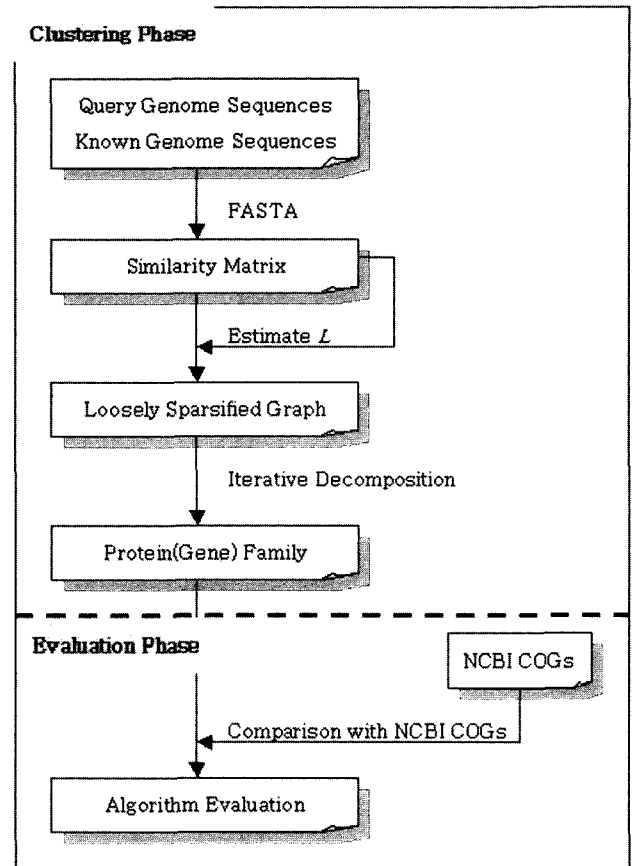 Clustering Phase
Query Genome Sequences
Known Genome Sequences
FASTA
Similarity Matrix
Estimate L
Loosely Sparsified Graph
Iterative Decomposition
Protein(Gene) Family
Evaluation Phase
NCBI COGs
Comparison with NCBI COGs
Algorithm Evaluation